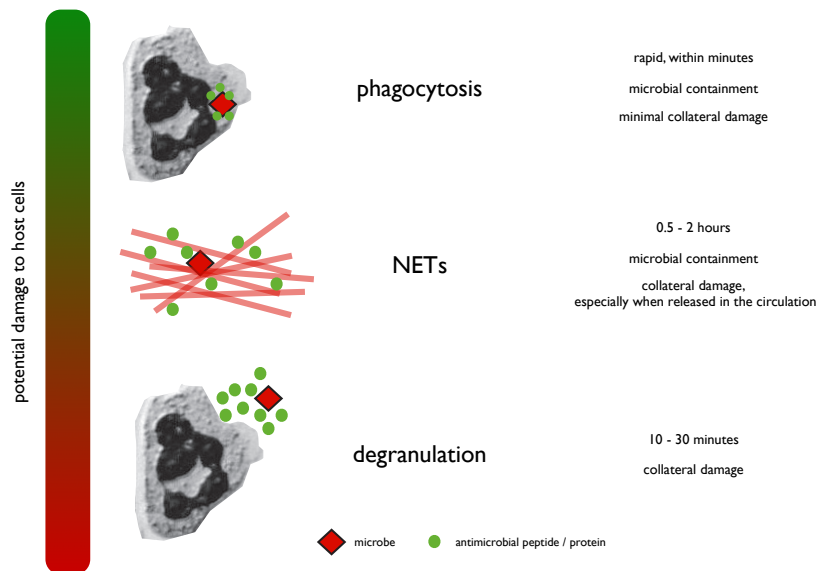 potential damage to host cells
phagocytosis
rapid, within minutes
microbial containment
minimal collateral damage
NETs
0.5 - 2 hours
microbial containment
collateral damage,
especially when released in the circulation
degranulation
10 - 30 minutes
collateral damage
microbe
antimicrobial peptide / protein